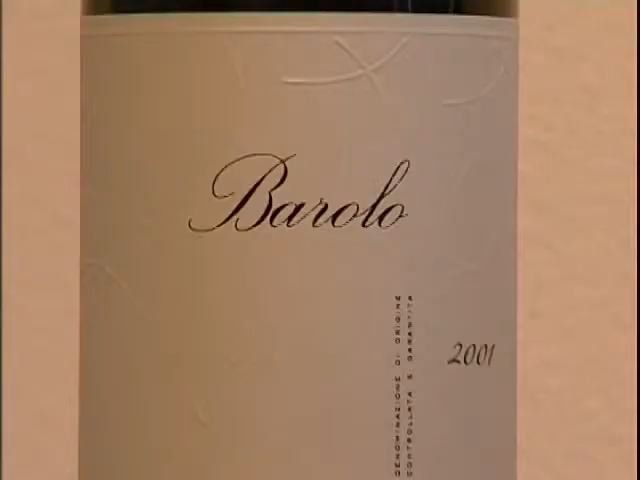 Barolo
DENOMINAZIONE DI ORIGINE
CONTROLLATA E GARANTITA
2001